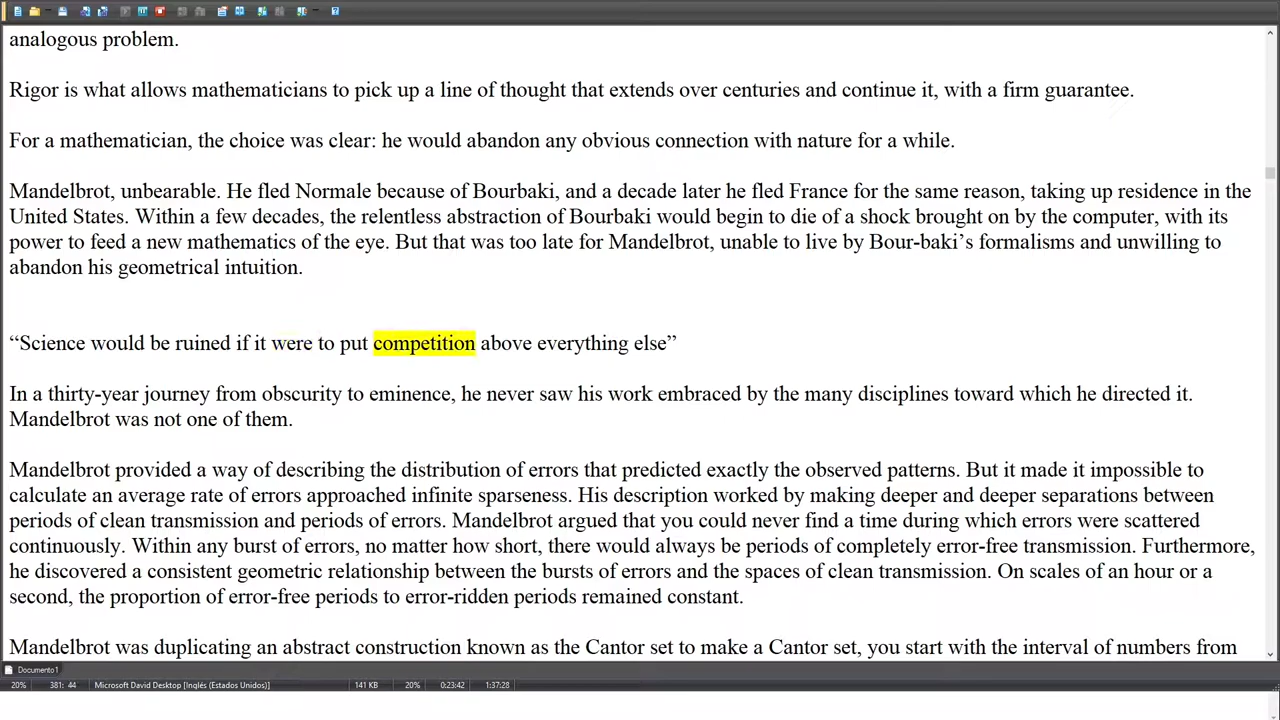 analogous problem.
Rigor is what allows mathematicians to pick up a line of thought that extends over centuries and continue it, with a firm guarantee.
For a mathematician, the choice was clear: he would abandon any obvious connection with nature for a while.
Mandelbrot, unbearable. He fled Normale because of Bourbaki, and a decade later he fled France for the same reason, taking up residence in the
United States. Within a few decades, the relentless abstraction of Bourbaki would begin to die of a shock brought on by the computer, with its
power to feed a new mathematics of the eye. But that was too late for Mandelbrot, unable to live by Bour-baki’s formalisms and unwilling to
abandon his geometrical intuition.
“Science would be ruined if it were to put competition above everything else”
In a thirty-year journey from obscurity to eminence, he never saw his work embraced by the many disciplines toward which he directed it.
Mandelbrot was not one of them.
Mandelbrot provided a way of describing the distribution of errors that predicted exactly the observed patterns. But it made it impossible to
calculate an average rate of errors approached infinite sparseness. His description worked by making deeper and deeper separations between
periods of clean transmission and periods of errors. Mandelbrot argued that you could never find a time during which errors were scattered
continuously. Within any burst of errors, no matter how short, there would always be periods of completely error-free transmission. Furthermore,
he discovered a consistent geometric relationship between the bursts of errors and the spaces of clean transmission. On scales of an hour or a
second, the proportion of error-free periods to error-ridden periods remained constant.
Mandelbrot was duplicating an abstract construction known as the Cantor set to make a Cantor set, you start with the interval of numbers from
Documento1
20% 381: 44 Microsoft David Desktop [Inglés (Estados Unidos)] 141 KB 20% 0:23:42 1:37:28